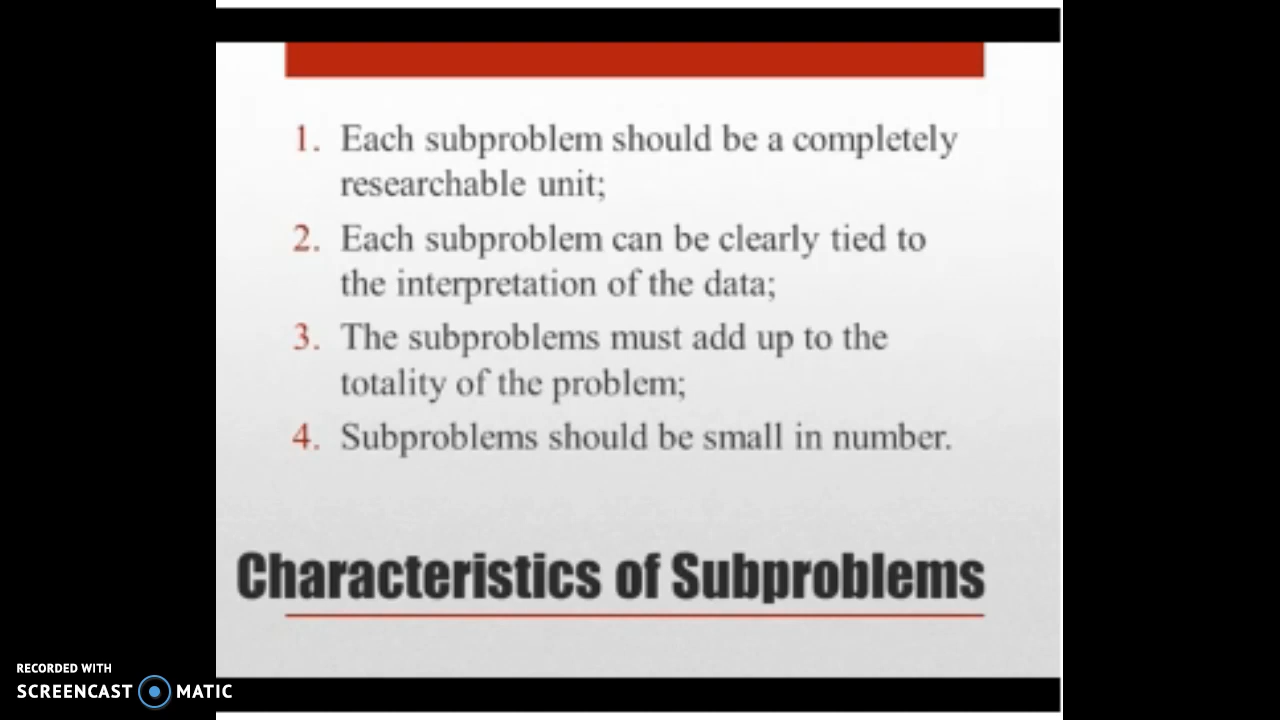 1. Each subproblem should be a completely
researchable unit;
2. Each subproblem can be clearly tied to
the interpretation of the data;
3. The subproblems must add up to the
totality of the problem;
4. Subproblems should be small in number.
Characteristics of Subproblems
RECORDED WITH
SCREENCAST MATIC